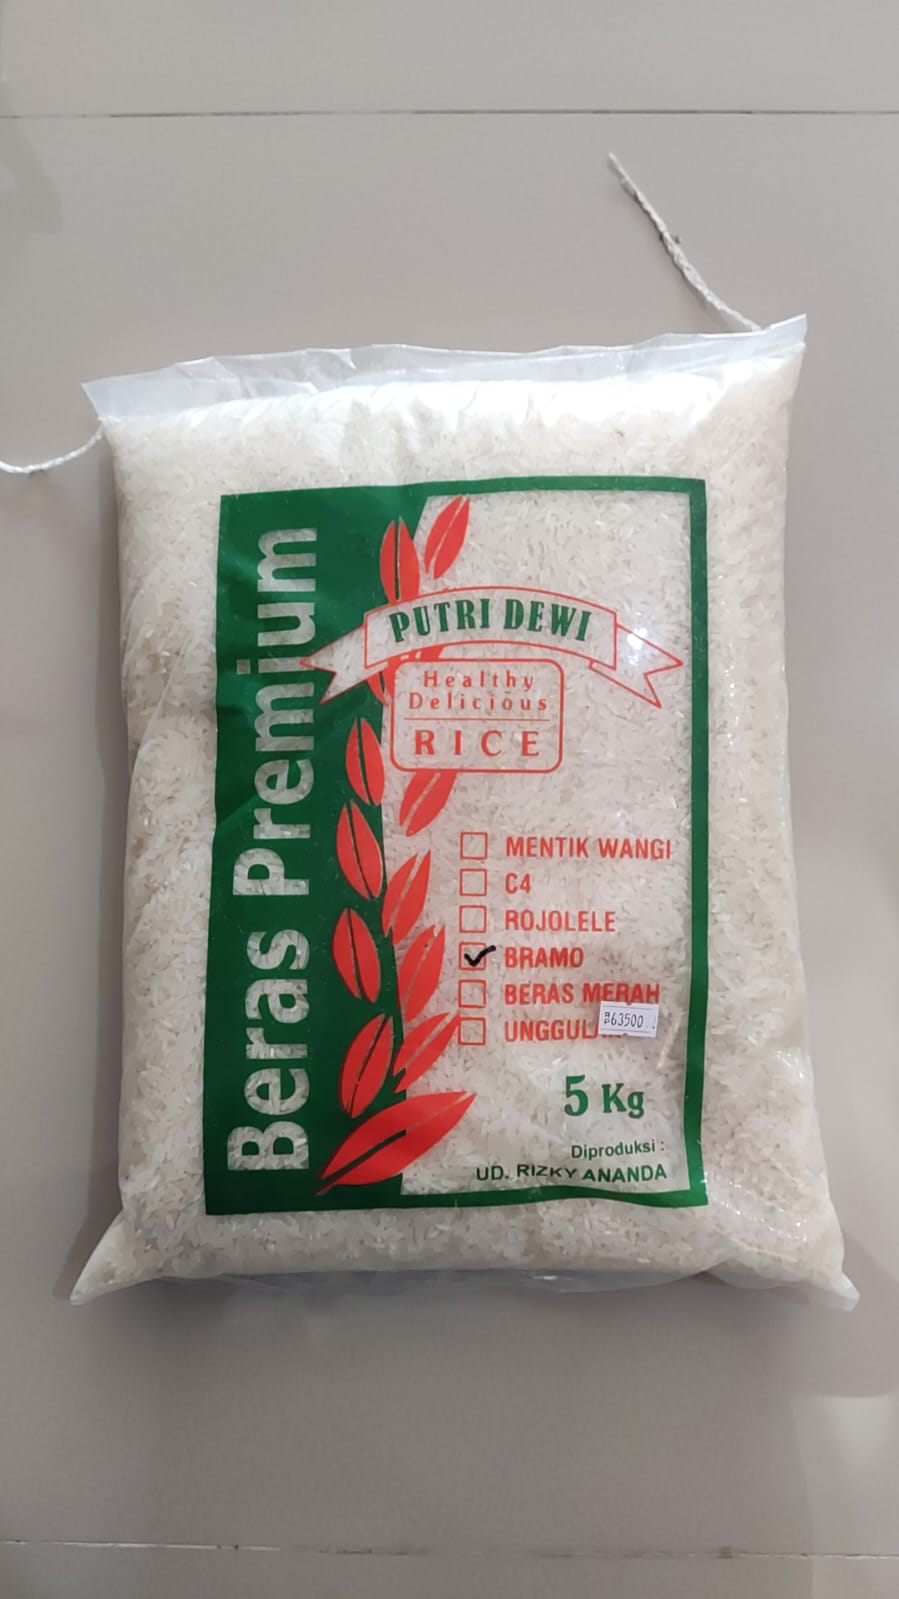 Beras Premium
PUTRI DEWI
Healthy
Delicious
RICE
MENTIK WANGI
C4
ROJOLELE
BRAMO
BERAS MERAH
63500
5 Kg
Diproduksi :
UD. RIZKY ANANDA